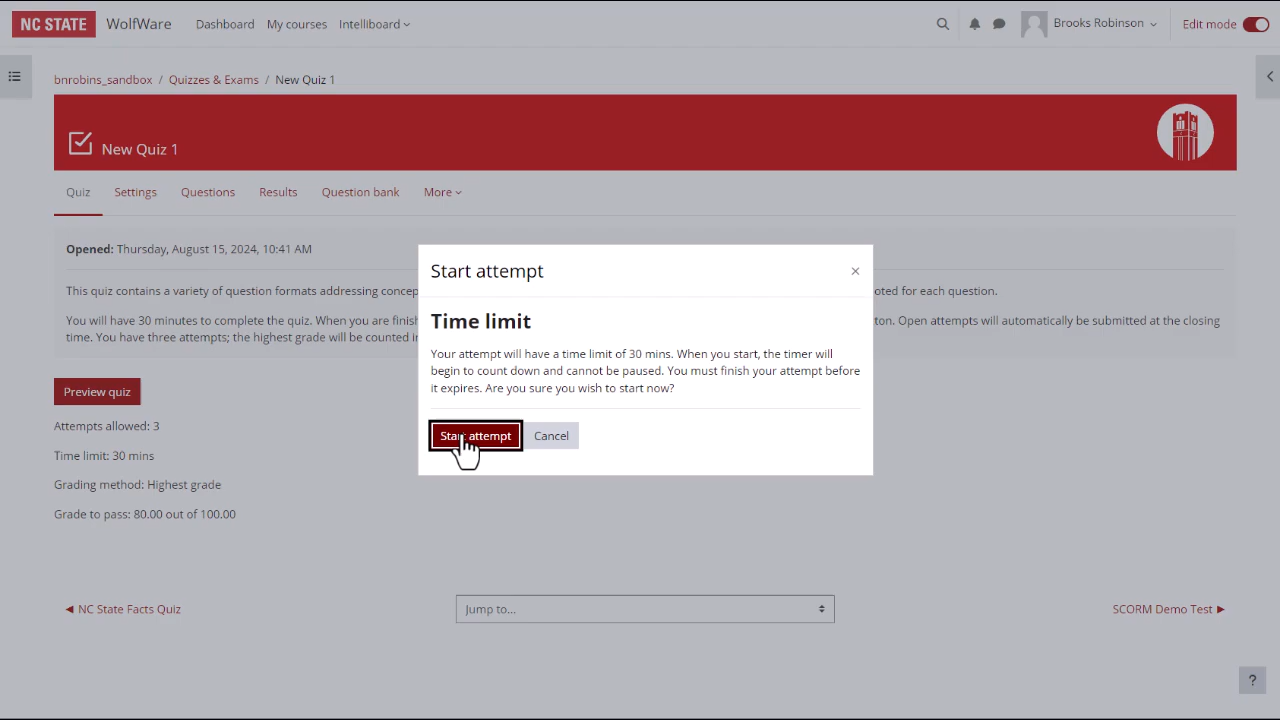 NC STATE WolfWare Dashboard My courses Intelliboard Brooks Robinson Edit mode
bnrobins_sandbox / Quizzes & Exams / New Quiz 1
New Quiz 1
Quiz Settings Questions Results Question bank More
Opened: Thursday, August 15, 2024, 10:41 AM
This quiz contains a variety of question formats addressing concep
oted for each question.
You will have 30 minutes to complete the quiz. When you are finis
ton. Open attempts will automatically be submitted at the closing
time. You have three attempts; the highest grade will be counted i
Start attempt ×
Time limit
Your attempt will have a time limit of 30 mins. When you start, the timer will
begin to count down and cannot be paused. You must finish your attempt before
it expires. Are you sure you wish to start now?
Start attempt Cancel
Preview quiz
Attempts allowed: 3
Time limit: 30 mins
Grading method: Highest grade
Grade to pass: 80.00 out of 100.00
◄ NC State Facts Quiz
Jump to...
SCORM Demo Test ►
?